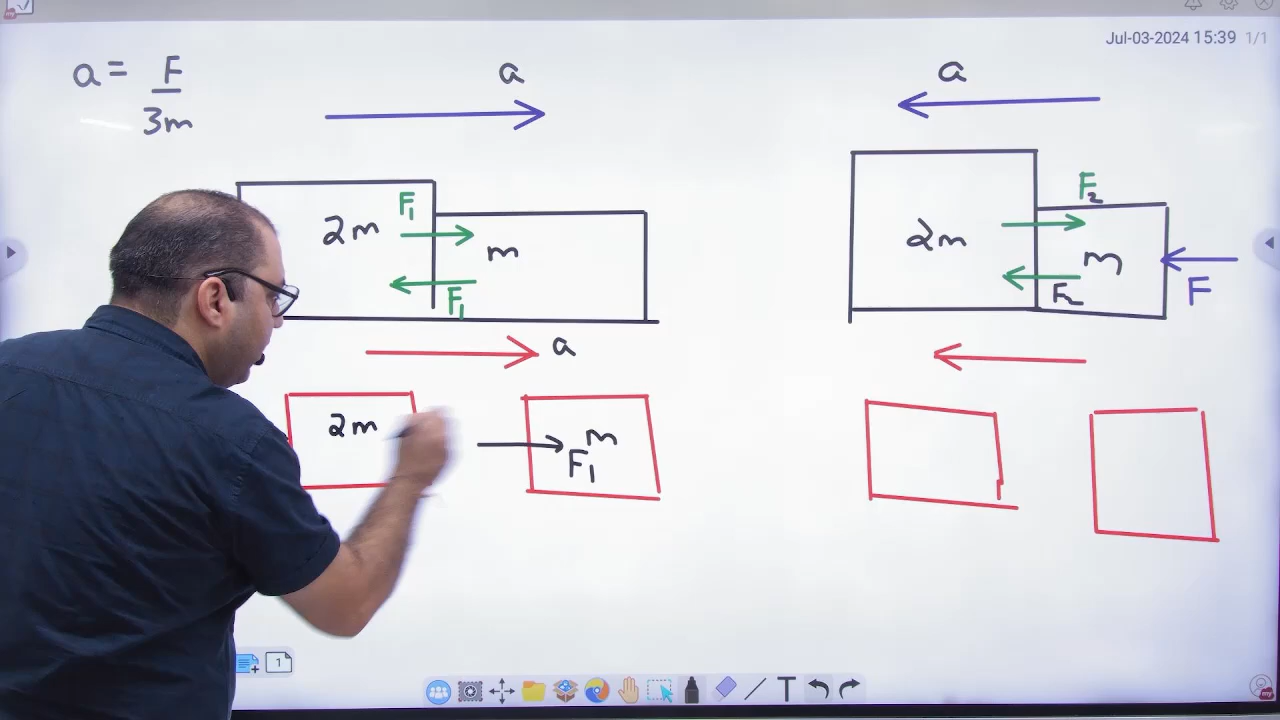 Jul-03-2024 15:39 1/1
a = F
3m
a
a
2m
F1
m
F1
a
2m
m
F1
2m
F2
m
F2
F
1
T